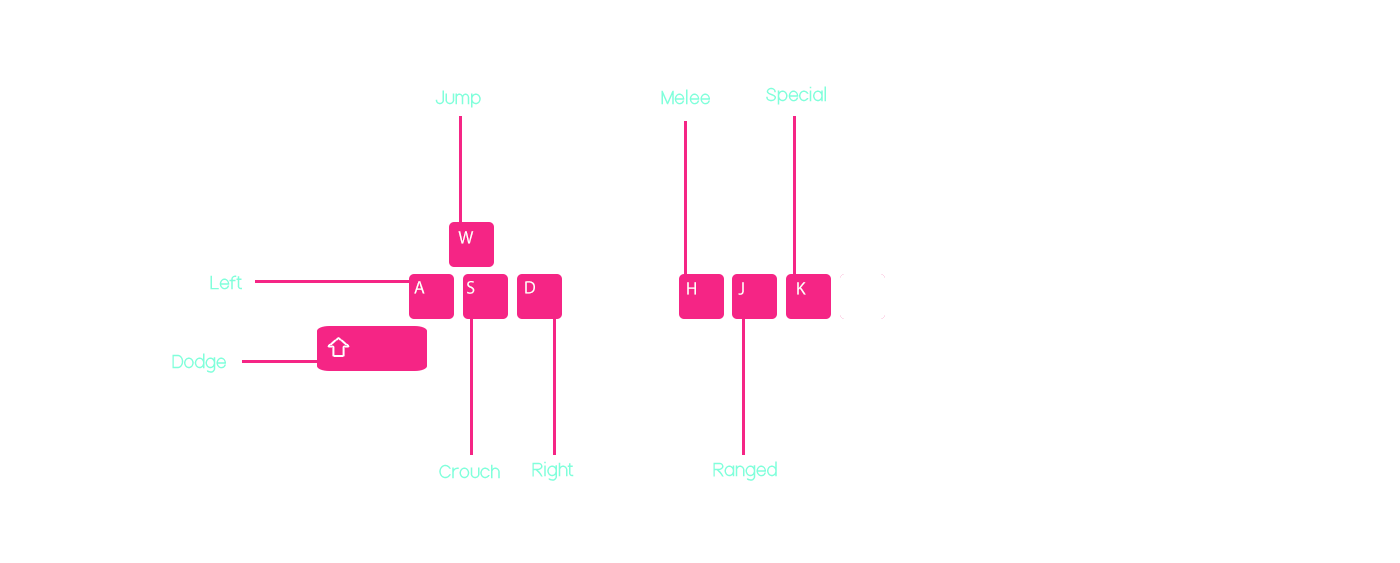 Jump
Melee
Special
W
Left
A
S
D
H
J
K
Dodge
Crouch
Right
Ranged